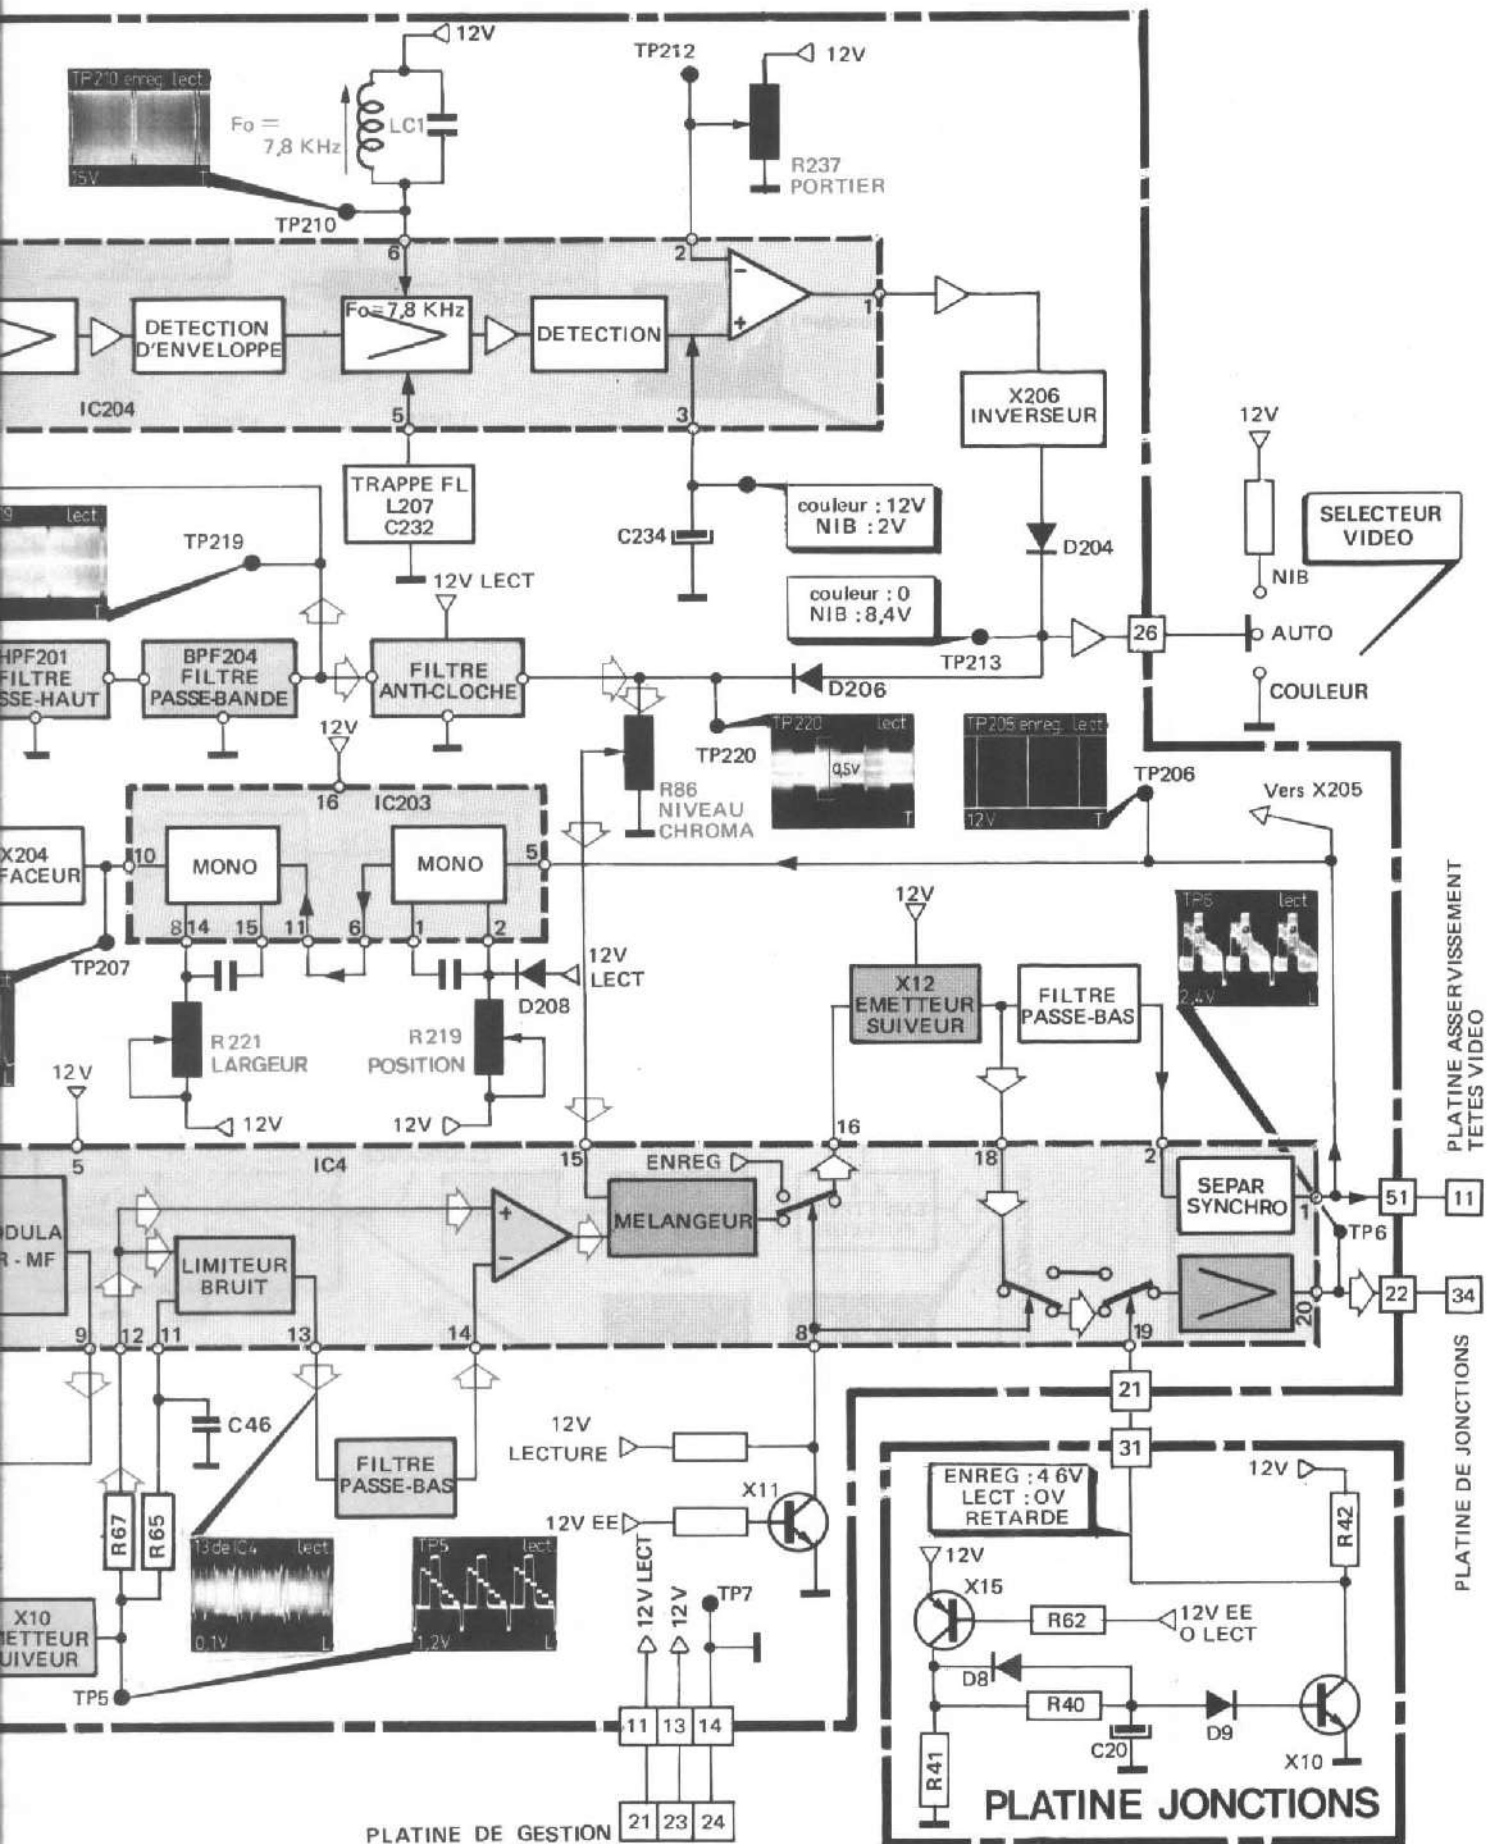 12V
TP212
12V
TP210 enreg lect
Fo =
7,8 KHz
LC1
15V
T
R237
PORTIER
TP210
6
2
Fo=7,8 KHz
DETECTION
D'ENVELOPPE
DETECTION
-
+
1
IC204
5
3
X206
INVERSEUR
12V
TRAPPE FL
L207
C232
couleur : 12V
NIB : 2V
C234
SELECTEUR
VIDEO
lect
TP219
D204
12V LECT
NIB
T
couleur : 0
NIB : 8,4V
26
AUTO
HPF201
FILTRE
SSE-HAUT
BPF204
FILTRE
PASSE-BANDE
FILTRE
ANTI-CLOCHE
TP213
D206
COULEUR
12V
TP220
TP220 lect
0,5V
T
TP205 enreg lect
12V
T
TP206
16
IC203
R86
NIVEAU
CHROMA
Vers X205
X204
FACEUR
10
MONO
MONO
5
12V
TP6 lect
2,4V
L
8
14
15
11
6
1
2
TP207
12V
LECT
D208
X12
EMETTEUR
SUIVEUR
FILTRE
PASSE-BAS
R221
LARGEUR
R219
POSITION
PLATINE ASSERVISSEMENT
TETES VIDEO
12V
12V
12V
16
5
IC4
15
ENREG
18
2
DULA
R - MF
MELANGEUR
SEPAR
SYNCHRO
1
51
11
TP6
LIMITEUR
BRUIT
+
-
20
22
34
9
12
11
13
14
8
19
21
C46
12V
LECTURE
31
PLATINE DE JONCTIONS
FILTRE
PASSE-BAS
X11
ENREG : 4 6V
LECT : OV
RETARDE
12V
R42
R67
R65
12V EE
13 de IC4 lect
0,1V
L
TP5 lect
1,2V
L
12V LECT
12V
TP7
12V
X15
R62
12V EE
O LECT
X10
ETTEUR
UIVEUR
TP5
D8
R40
D9
C20
X10
R41
11
13
14
PLATINE JONCTIONS
PLATINE DE GESTION
21
23
24